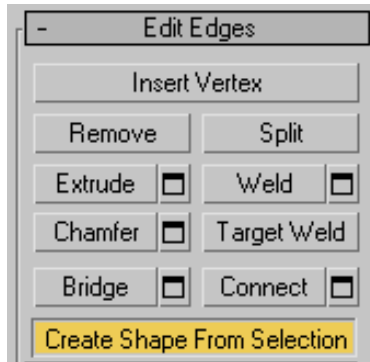 - Edit Edges
Insert Vertex
Remove Split
Extrude Weld
Chamfer Target Weld
Bridge Connect
Create Shape From Selection